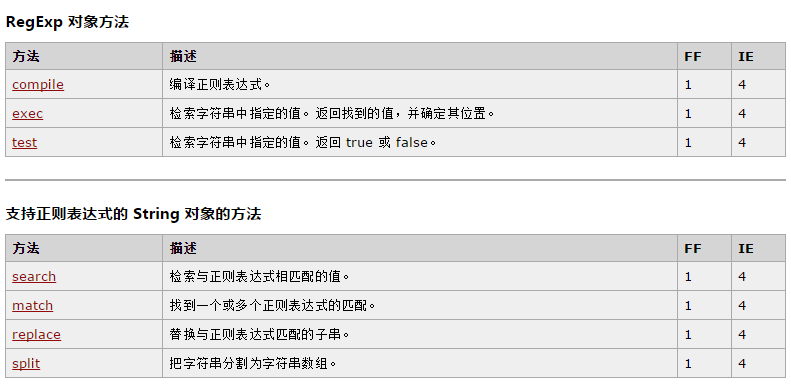 RegExp 对象方法
方法 描述 FF IE
compile 编译正则表达式。 1 4
exec 检索字符串中指定的值。返回找到的值，并确定其位置。 1 4
test 检索字符串中指定的值。返回 true 或 false。 1 4
支持正则表达式的 String 对象的方法
方法 描述 FF IE
search 检索与正则表达式相匹配的值。 1 4
match 找到一个或多个正则表达式的匹配。 1 4
replace 替换与正则表达式匹配的子串。 1 4
split 把字符串分割为字符串数组。 1 4